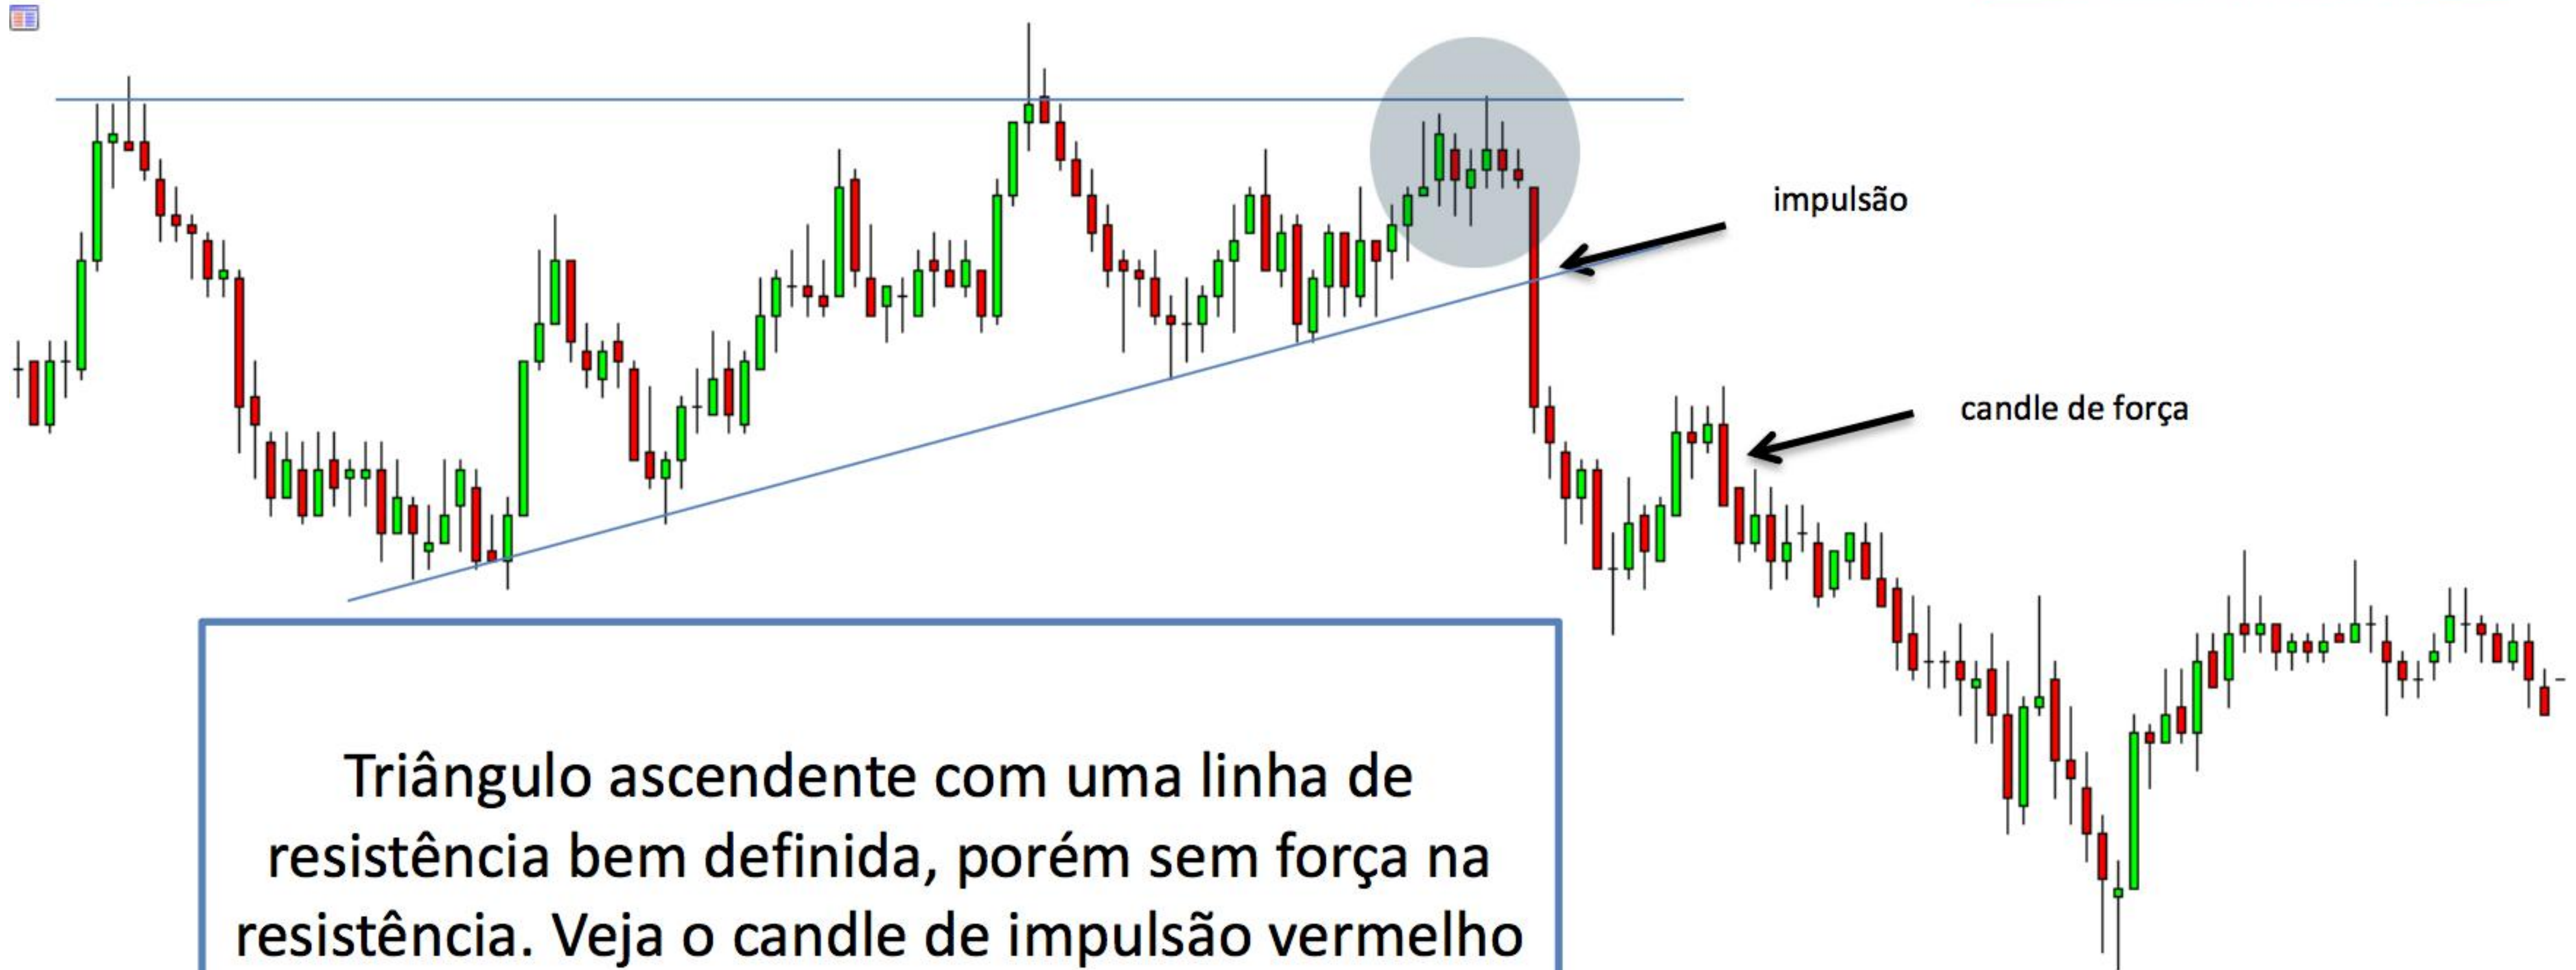 impulsão
candle de força
Triângulo ascendente com uma linha de
resistência bem definida, porém sem força na
resistência. Veja o candle de impulsão vermelho